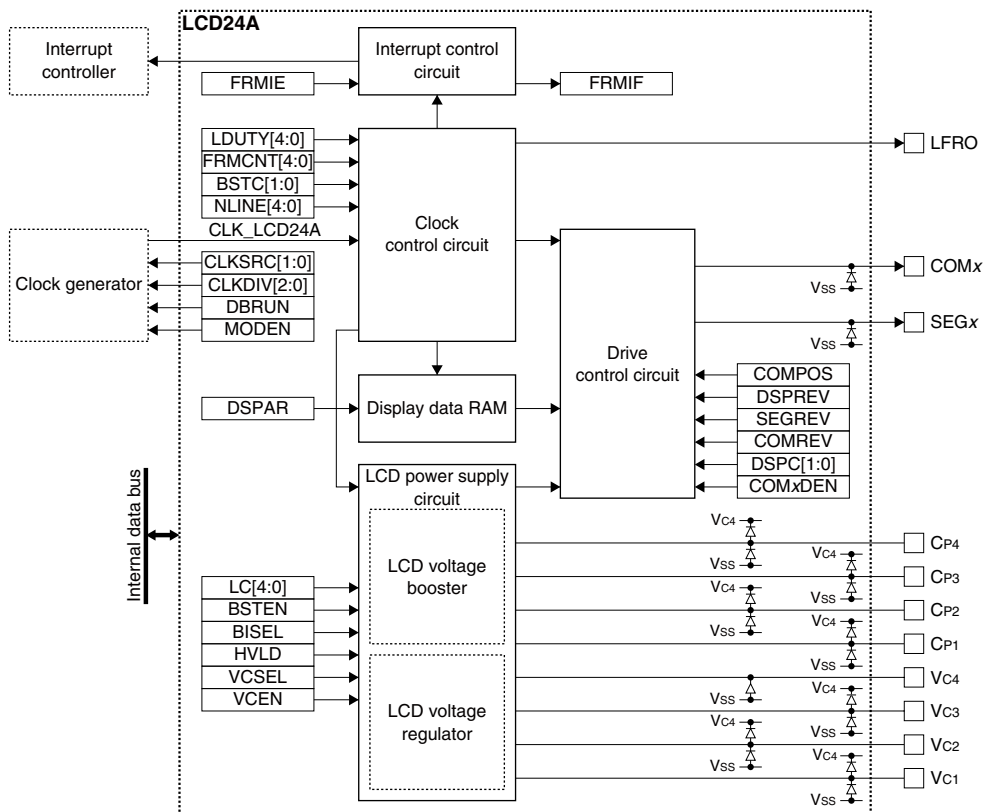 LCD24A
Interrupt
controller
Interrupt control
circuit
FRMIE
FRMIF
LDUTY[4:0]
FRMCNT[4:0]
BSTC[1:0]
NLINE[4:0]
CLK_LCD24A
Clock
control circuit
LFRO
Clock generator
CLKSRC[1:0]
CLKDIV[2:0]
DBRUN
MODEN
COMx
VSS
SEGx
VSS
Drive
control circuit
COMPOS
DSPREV
SEGREV
COMREV
DSPC[1:0]
COMxDEN
DSPAR
Display data RAM
Internal data bus
LCD power supply
circuit
LCD voltage
booster
LCD voltage
regulator
LC[4:0]
BSTEN
BISEL
HVLD
VCSEL
VCEN
VC4
CP4
VSS
VC4
CP3
VSS
VC4
CP2
VSS
VC4
CP1
VSS
VC4
VSS
VC4
VC3
VSS
VC4
VC2
VSS
VC4
VC1
VSS